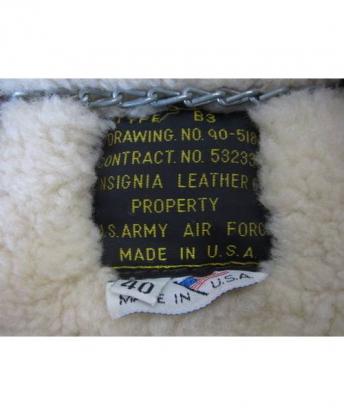 TYPE B3
DRAWING. NO. 90-518
CONTRACT. NO. 53233
INSIGNIA LEATHER
PROPERTY
U.S. ARMY AIR FORC
MADE IN U.S.A.
40
MADE IN U.S.A.